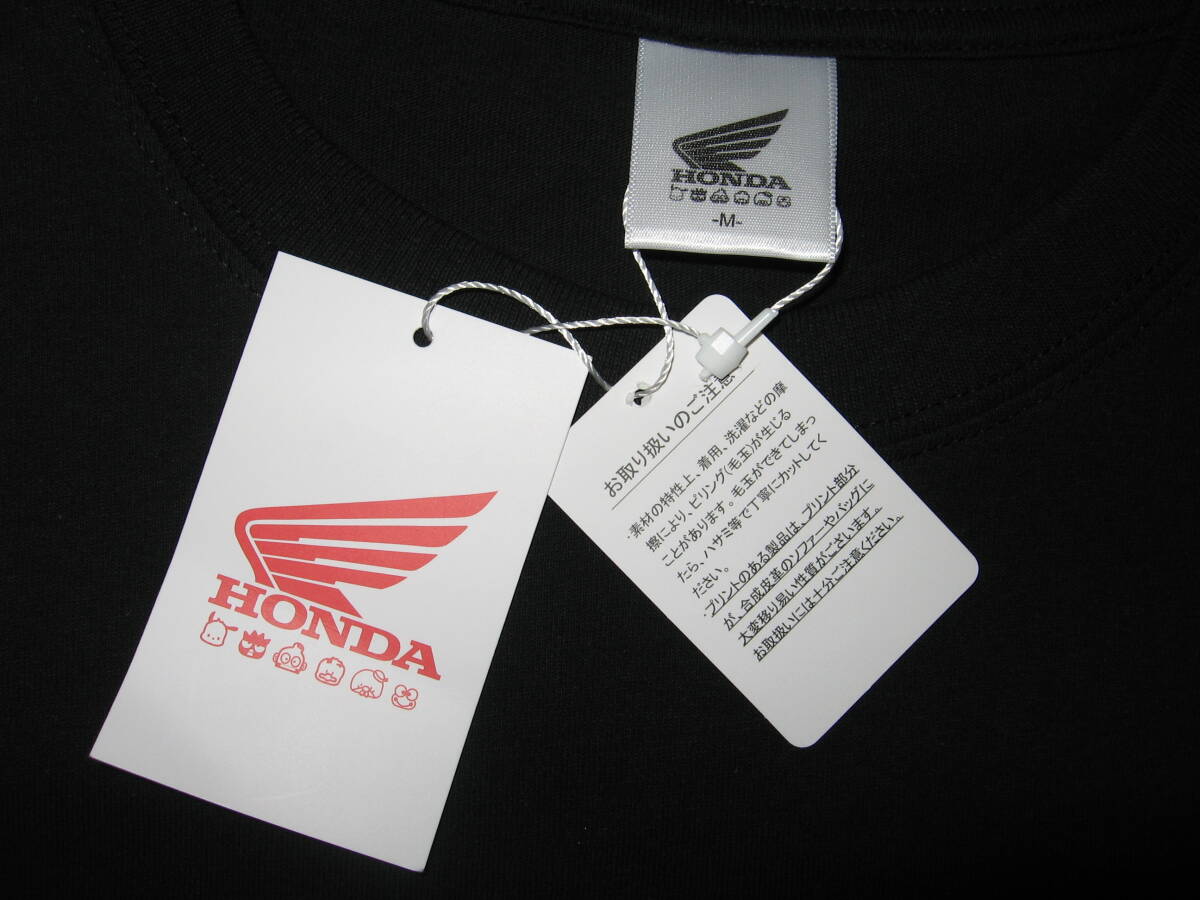 HONDA
-M-
HONDA
お取り扱いのご注意
・素材の特性上、着用、洗濯などの摩
擦により、ピリング(毛玉)が生じる
ことがあります。毛玉ができてしまっ
たら、ハサミ等で丁寧にカットしてく
ださい。
・プリントのある製品は、プリント部分
が、合成皮革のソファーやバッグに
大変移り易い性質がございます。
お取扱いには十分ご注意ください。